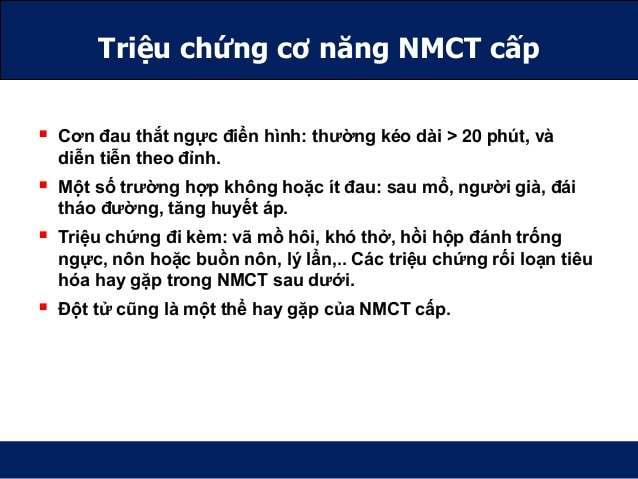 Triệu chứng cơ năng NMCT cấp
Cơn đau thắt ngực điển hình: thường kéo dài > 20 phút, và
diễn tiễn theo đỉnh.
Một số trường hợp không hoặc ít đau: sau mổ, người già, đái
tháo đường, tăng huyết áp.
Triệu chứng đi kèm: vã mồ hôi, khó thở, hồi hộp đánh trống
ngực, nôn hoặc buồn nôn, lý lẩn,.. Các triệu chứng rối loạn tiêu
hóa hay gặp trong NMCT sau dưới.
Đột tử cũng là một thể hay gặp của NMCT cấp.